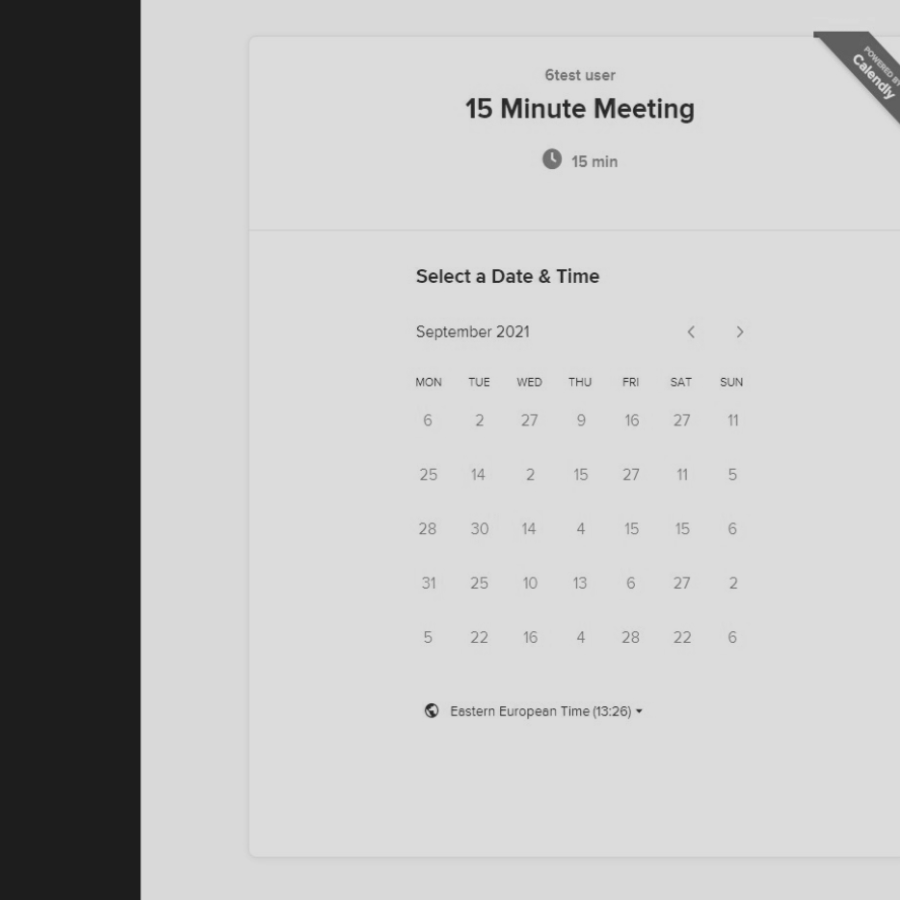 POWERED BY
Calendly
6test user
15 Minute Meeting
15 min
Select a Date & Time
September 2021
MON TUE WED THU FRI SAT SUN
6 2 27 9 16 27 11
25 14 2 15 27 11 5
28 30 14 4 15 15 6
31 25 10 13 6 27 2
5 22 16 4 28 22 6
Eastern European Time (13:26)